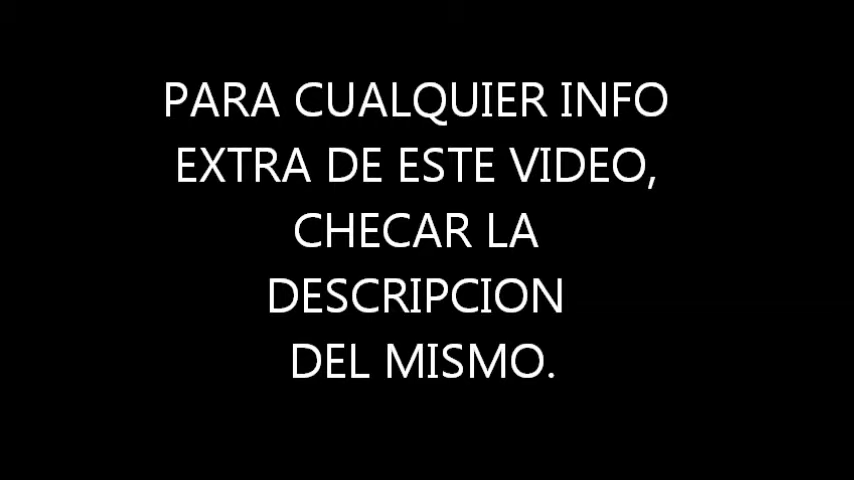 PARA CUALQUIER INFO
EXTRA DE ESTE VIDEO,
CHECAR LA
DESCRIPCION
DEL MISMO.